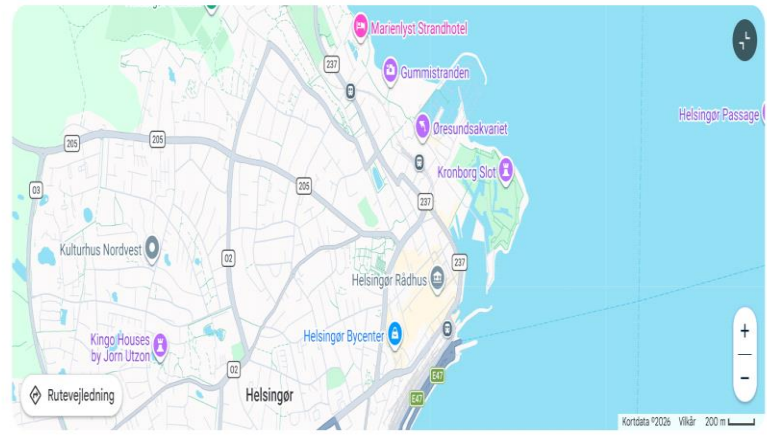 Marienlyst Strandhotel
237
Gummistranden
Helsingør Passage
Øresundsakvariet
205
205
Kronborg Slot
03
205
237
Kulturhus Nordvest
02
237
Helsingør Rådhus
Helsingør Bycenter
Kingo Houses
by Jørn Utzon
02
E47
Rutevejledning
Helsingør
E47
Kortdata ©2026 Vilkår 200 m